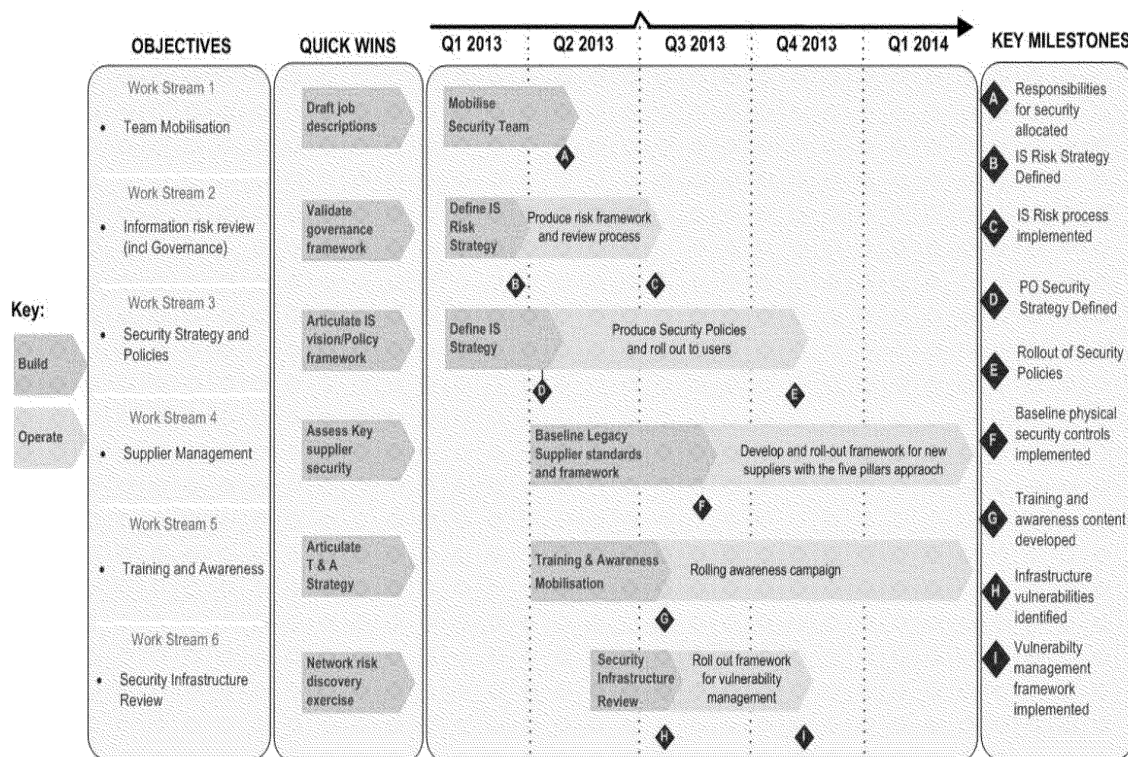 OBJECTIVES
QUICK WINS
Q1 2013
Q2 2013
Q3 2013
Q4 2013
Q1 2014
KEY MILESTONES
Key:
Build
Operate
Work Stream 1
• Team Mobilisation
Draft job
descriptions
Mobilise
Security Team
A
Work Stream 2
• Information risk review
(incl Governance)
Validate
governance
framework
Define IS
Risk
Strategy
Produce risk framework
and review process
B
C
Work Stream 3
• Security Strategy and
Policies
Articulate IS
vision/Policy
framework
Define IS
Strategy
Produce Security Policies
and roll out to users
D
E
Work Stream 4
• Supplier Management
Assess Key
supplier
security
Baseline Legacy
Supplier standards
and framework
Develop and roll-out framework for new
suppliers with the five pillars appraoch
F
Work Stream 5
• Training and Awareness
Articulate
T & A
Strategy
Training & Awareness
Mobilisation
Rolling awareness campaign
G
Work Stream 6
• Security Infrastructure
Review
Network risk
discovery
exercise
Security
Infrastructure
Review
Roll out framework
for vulnerability
management
H
I
A
Responsibilities
for security
allocated
B
IS Risk Strategy
Defined
C
IS Risk process
implemented
D
PO Security
Strategy Defined
E
Rollout of Security
Policies
F
Baseline physical
security controls
implemented
G
Training and
awareness content
developed
H
Infrastructure
vulnerabilities
identified
I
Vulnerabilty
management
framework
implemented